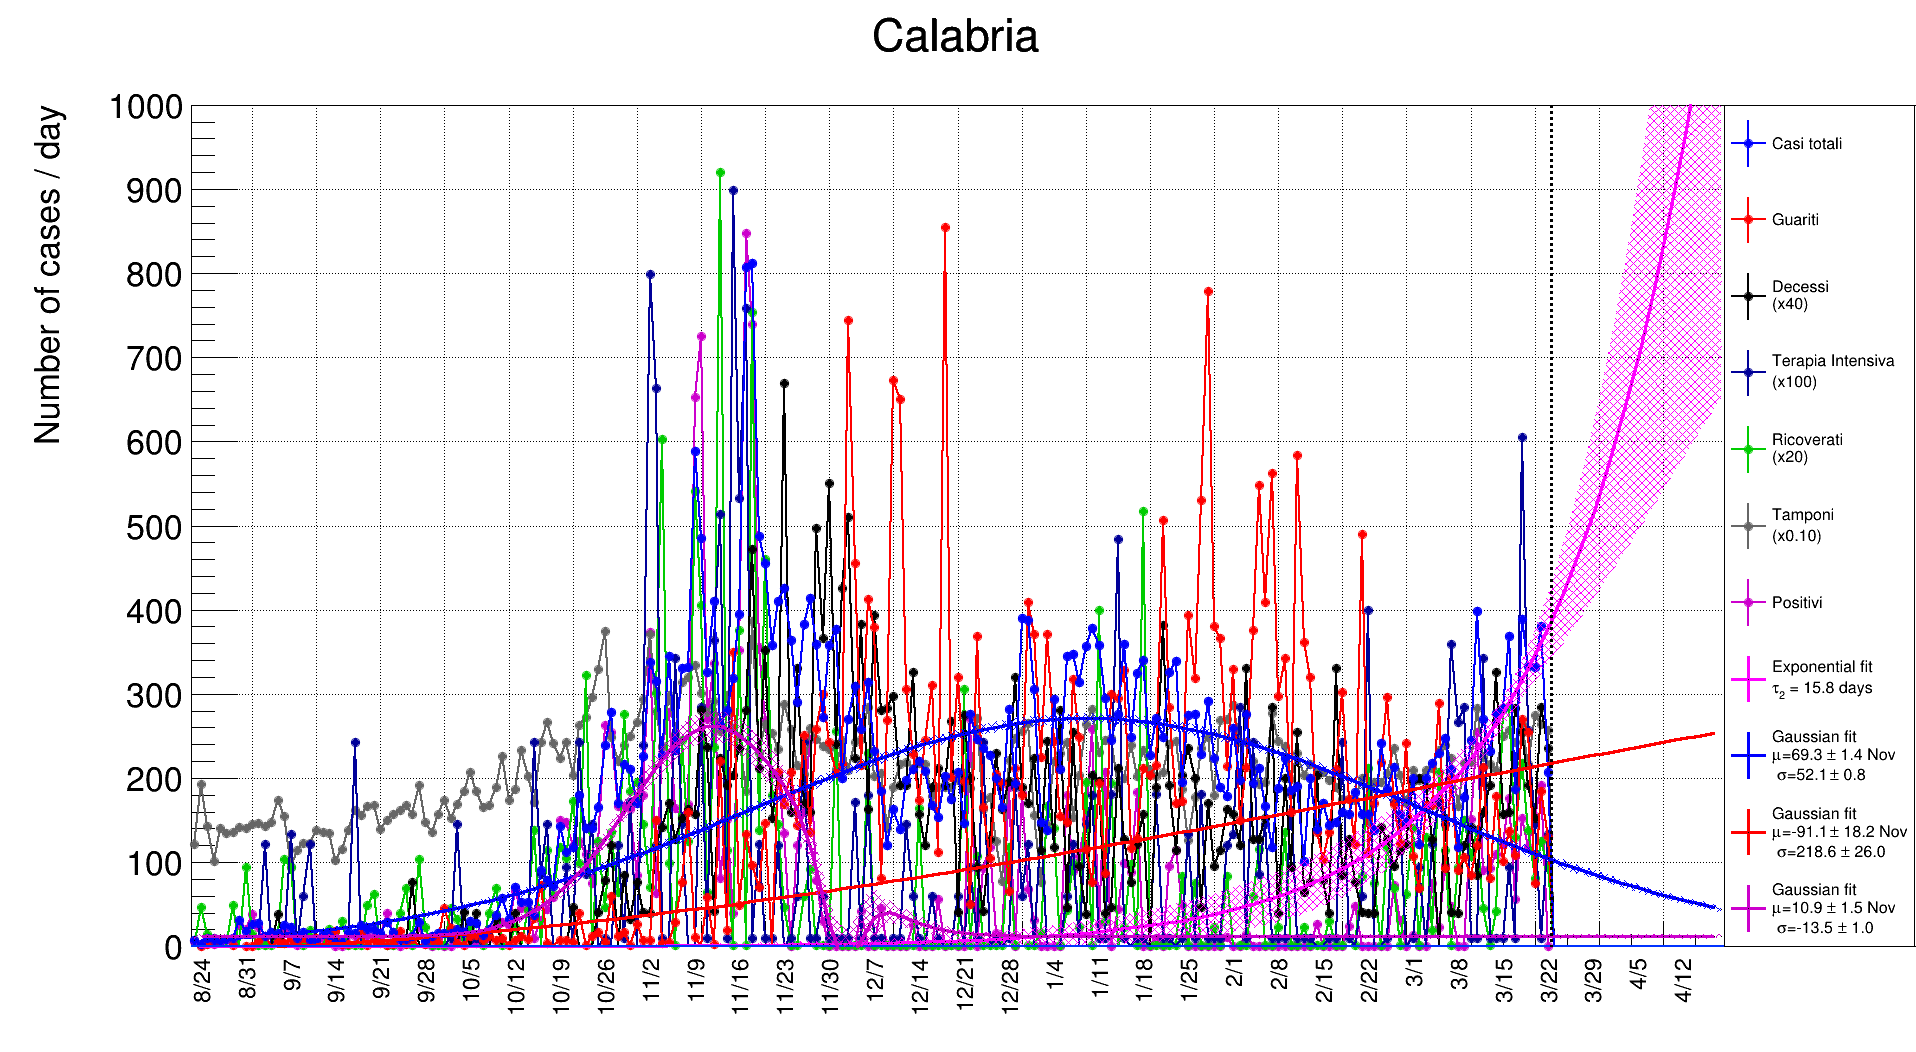 Calabria
Number of cases / day
1000
900
800
700
600
500
400
300
200
100
0
8/24
8/31
9/7
9/14
9/21
9/28
10/5
10/12
10/19
10/26
11/2
11/9
11/16
11/23
11/30
12/7
12/14
12/21
12/28
1/4
1/11
1/18
1/25
2/1
2/8
2/15
2/22
3/1
3/8
3/15
3/22
3/29
4/5
4/12
Casi totali
Guariti
Decessi
(x40)
Terapia Intensiva
(x100)
Ricoverati
(x20)
Tamponi
(x0.10)
Positivi
Exponential fit
τ₂ = 15.8 days
Gaussian fit
μ=69.3 ± 1.4 Nov
σ=52.1 ± 0.8
Gaussian fit
μ=-91.1 ± 18.2 Nov
σ=218.6 ± 26.0
Gaussian fit
μ=10.9 ± 1.5 Nov
σ=-13.5 ± 1.0